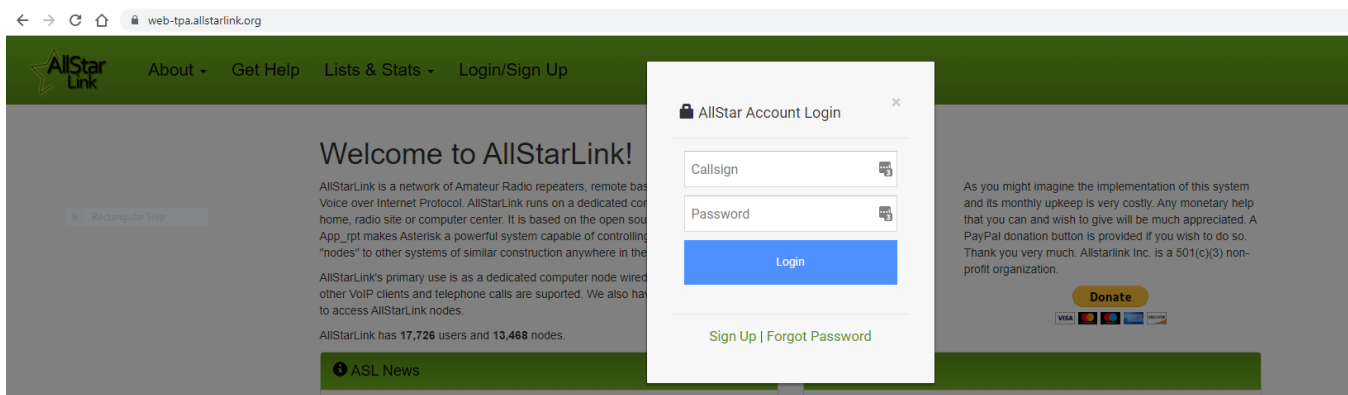 web-tpa.allstarlink.org
AllStar
Link
About
Get Help
Lists & Stats
Login/Sign Up
AllStar Account Login
×
Callsign
Password
Login
Sign Up | Forgot Password
Welcome to AllStarLink!
AllStarLink is a network of Amateur Radio repeaters, remote bas
Voice over Internet Protocol. AllStarLink runs on a dedicated cor
home, radio site or computer center. It is based on the open sou
App_rpt makes Asterisk a powerful system capable of controlling
"nodes" to other systems of similar construction anywhere in the
AllStarLink's primary use is as a dedicated computer node wired
other VoIP clients and telephone calls are suported. We also hav
to access AllStarLink nodes.
AllStarLink has 17,726 users and 13,468 nodes.
ASL News
As you might imagine the implementation of this system
and its monthly upkeep is very costly. Any monetary help
that you can and wish to give will be much appreciated. A
PayPal donation button is provided if you wish to do so.
Thank you very much. Allstarlink Inc. is a 501(c)(3) non-
profit organization.
Donate
VISA
Rectangular Snip